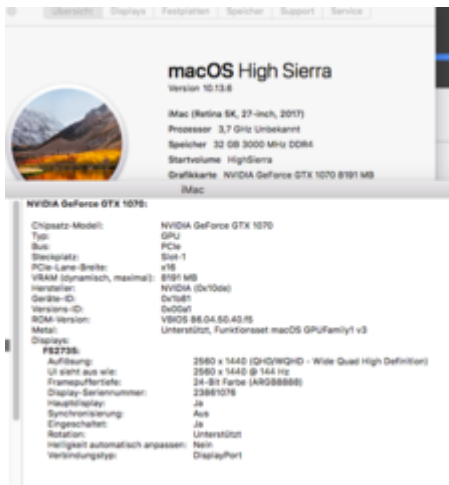 Übersicht Displays Festplatten Speicher Support Service
macOS High Sierra
Version 10.13.6
iMac (Retina 5K, 27-inch, 2017)
Prozessor 3,7 GHz Unbekannt
Speicher 32 GB 3000 MHz DDR4
Startvolume HighSierra
Grafikkarte NVIDIA GeForce GTX 1070 8191 MB
iMac
NVIDIA GeForce GTX 1070:
Chipsatz-Modell: NVIDIA GeForce GTX 1070
Typ: GPU
Bus: PCIe
Steckplatz: Slot-1
PCIe-Lane-Breite: x16
VRAM (dynamisch, maximal): 8191 MB
Hersteller: NVIDIA (0x10de)
Geräte-ID: 0x1b81
Versions-ID: 0x00a1
ROM-Version: VBIOS 86.04.50.40.f5
Metal: Unterstützt, Funktionsset macOS GPUFamily1 v3
Displays:
FS2735:
Auflösung: 2560 x 1440 (QHD/WQHD - Wide Quad High Definition)
UI sieht aus wie: 2560 x 1440 @ 144 Hz
Framepuffertiefe: 24-Bit Farbe (ARGB8888)
Display-Seriennummer: 23861076
Hauptdisplay: Ja
Synchronisierung: Aus
Eingeschaltet: Ja
Rotation: Unterstützt
Helligkeit automatisch anpassen: Nein
Verbindungstyp: DisplayPort